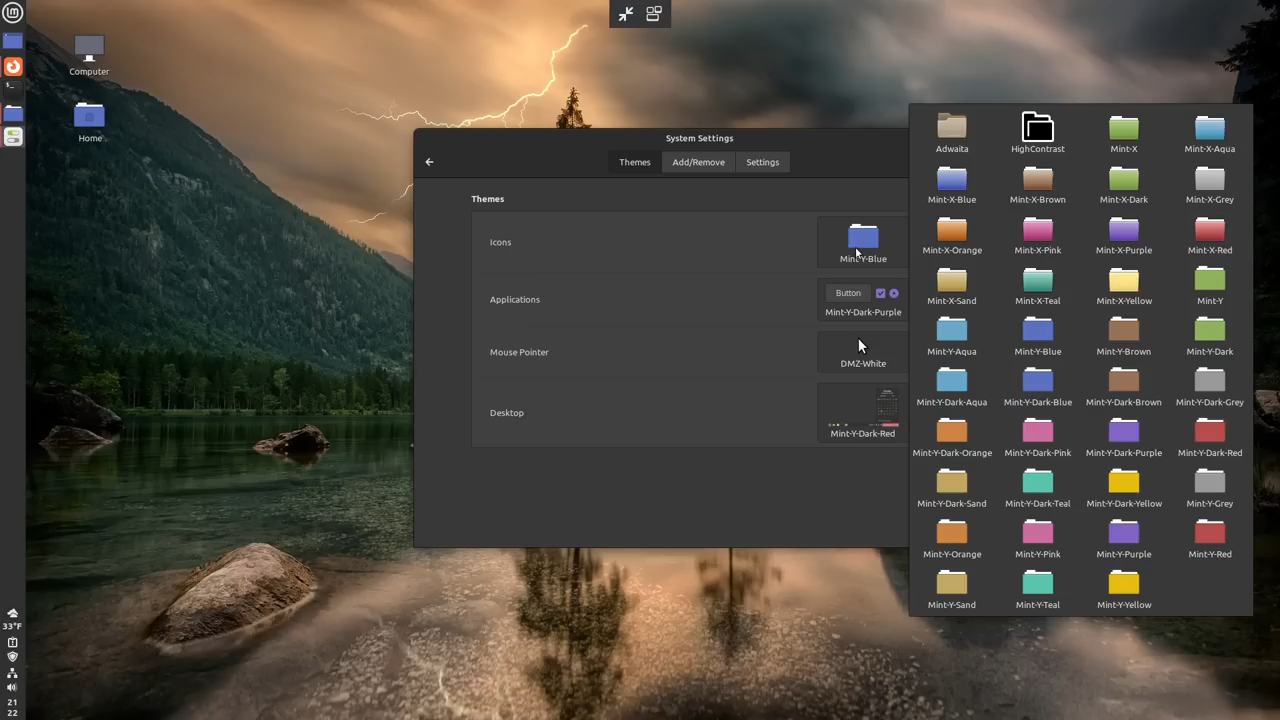 Computer
Home
33°F
21
22
System Settings
Themes
Add/Remove
Settings
Themes
Icons
Mint-Y-Blue
Applications
Button
Mint-Y-Dark-Purple
Mouse Pointer
DMZ-White
Desktop
Mint-Y-Dark-Red
Adwaita
HighContrast
Mint-X
Mint-X-Aqua
Mint-X-Blue
Mint-X-Brown
Mint-X-Dark
Mint-X-Grey
Mint-X-Orange
Mint-X-Pink
Mint-X-Purple
Mint-X-Red
Mint-X-Sand
Mint-X-Teal
Mint-X-Yellow
Mint-Y
Mint-Y-Aqua
Mint-Y-Blue
Mint-Y-Brown
Mint-Y-Dark
Mint-Y-Dark-Aqua
Mint-Y-Dark-Blue
Mint-Y-Dark-Brown
Mint-Y-Dark-Grey
Mint-Y-Dark-Orange
Mint-Y-Dark-Pink
Mint-Y-Dark-Purple
Mint-Y-Dark-Red
Mint-Y-Dark-Sand
Mint-Y-Dark-Teal
Mint-Y-Dark-Yellow
Mint-Y-Grey
Mint-Y-Orange
Mint-Y-Pink
Mint-Y-Purple
Mint-Y-Red
Mint-Y-Sand
Mint-Y-Teal
Mint-Y-Yellow